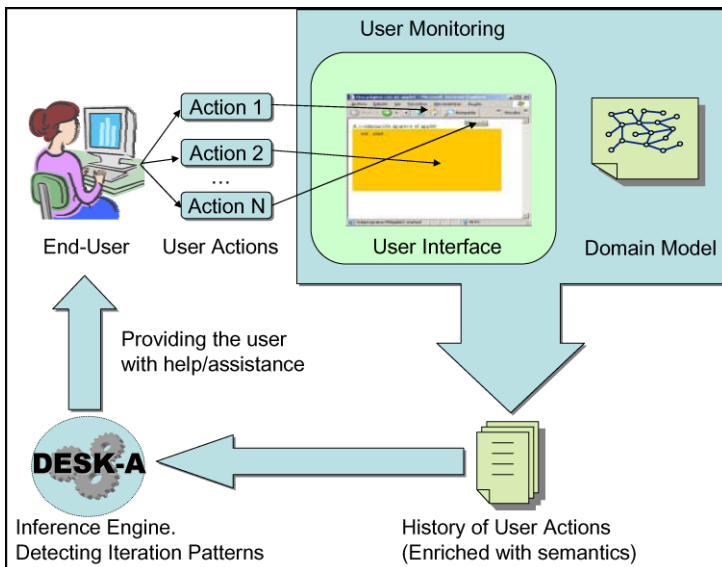 User Monitoring
Action 1
Action 2
...
Action N
End-User
User Actions
User Interface
Domain Model
Providing the user
with help/assistance
DESK-A
Inference Engine.
Detecting Iteration Patterns
History of User Actions
(Enriched with semantics)